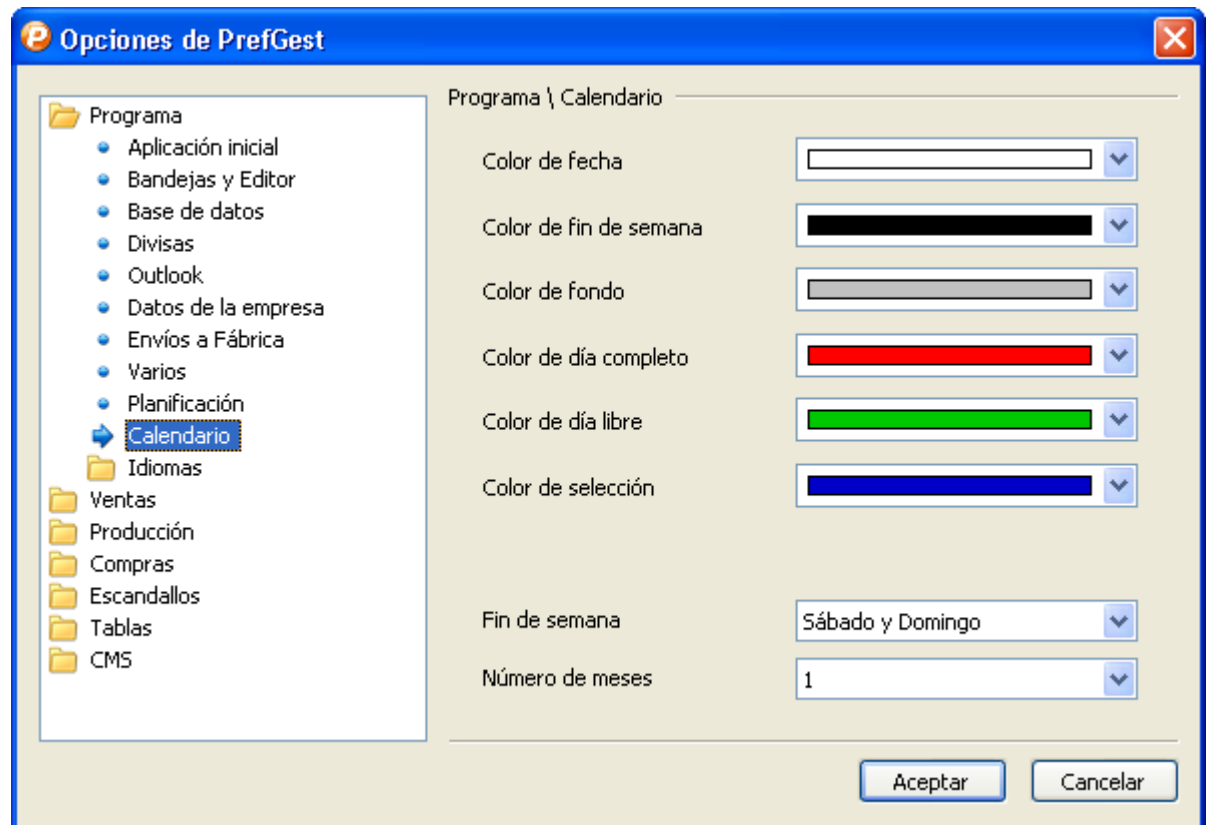 Opciones de PrefGest
Programa
Aplicación inicial
Bandejas y Editor
Base de datos
Divisas
Outlook
Datos de la empresa
Envíos a Fábrica
Varios
Planificación
Calendario
Idiomas
Ventas
Producción
Compras
Escandallos
Tablas
CMS
Programa \ Calendario
Color de fecha
Color de fin de semana
Color de fondo
Color de día completo
Color de día libre
Color de selección
Fin de semana Sábado y Domingo
Número de meses 1
Aceptar Cancelar